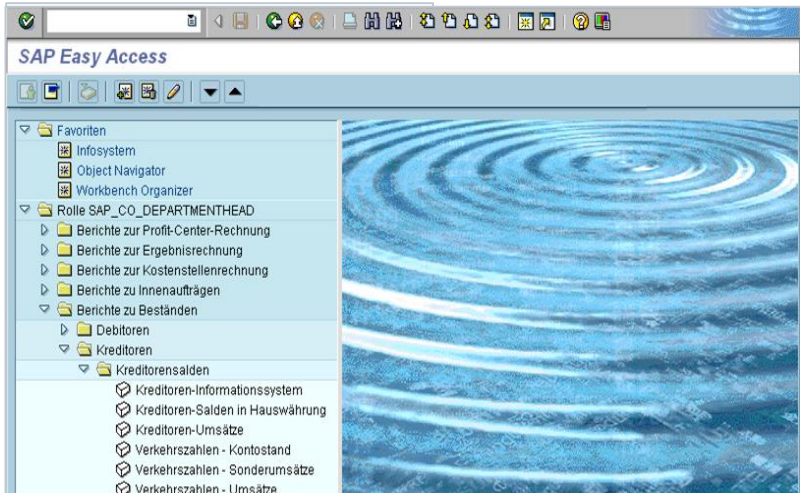 SAP Easy Access
Favoriten
Infosystem
Object Navigator
Workbench Organizer
Rolle SAP_CO_DEPARTMENTHEAD
Berichte zur Profit-Center-Rechnung
Berichte zur Ergebnisrechnung
Berichte zur Kostenstellenrechnung
Berichte zu Innenaufträgen
Berichte zu Beständen
Debitoren
Kreditoren
Kreditorensalden
Kreditoren-Informationssystem
Kreditoren-Salden in Hauswährung
Kreditoren-Umsätze
Verkehrszahlen - Kontostand
Verkehrszahlen - Sonderumsätze
Verkehrszahlen - Umsätze